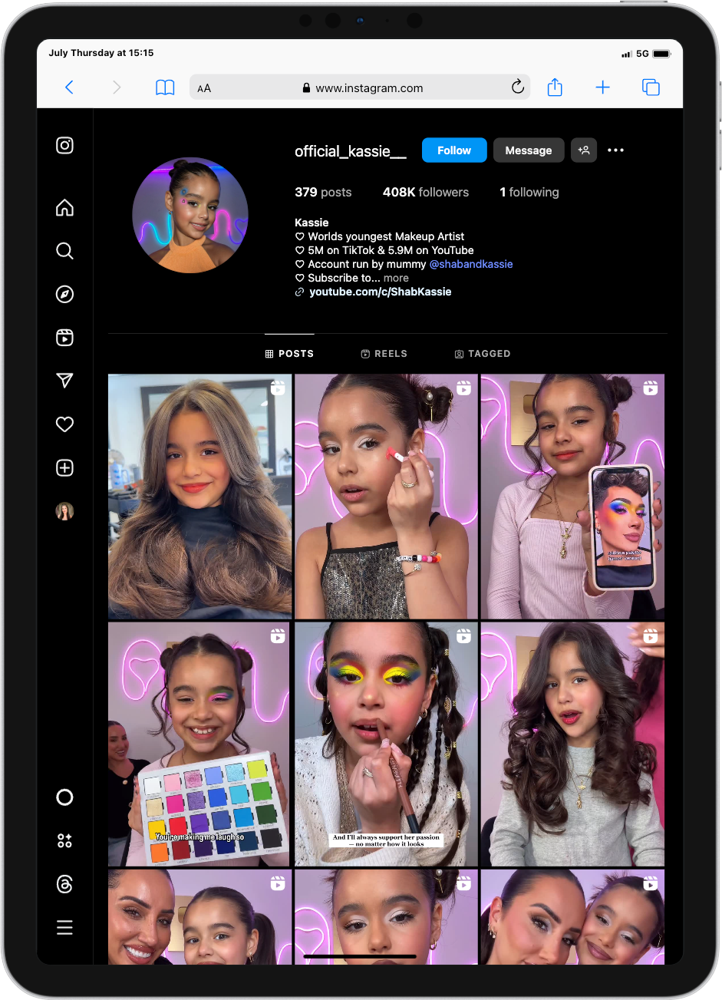 July Thursday at 15:15
5G
AA
www.instagram.com
official_kassie__
Follow
Message
379 posts
408K followers
1 following
Kassie
♡ Worlds youngest Makeup Artist
♡ 5M on TikTok & 5.9M on YouTube
♡ Account run by mummy @shabandkassie
♡ Subscribe to... more
youtube.com/c/ShabKassie
POSTS
REELS
TAGGED
You're making me laugh so
And I'll always support her passion
— no matter how it looks